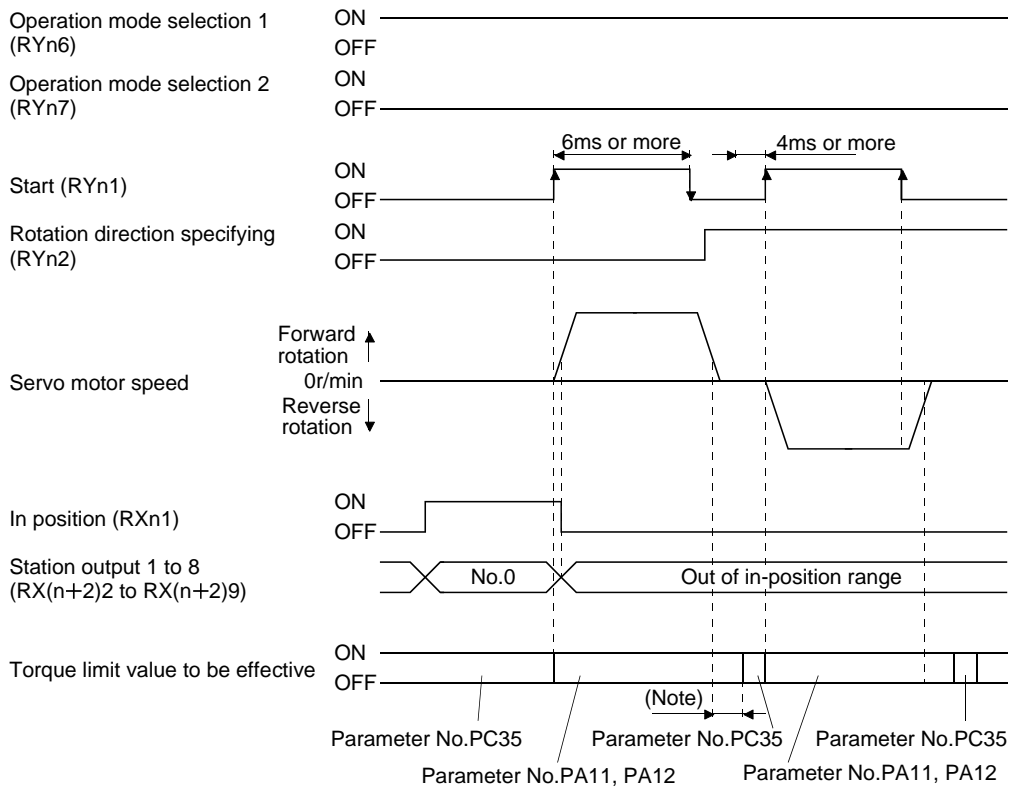 Operation mode selection 1
(RYn6)
ON
OFF
Operation mode selection 2
(RYn7)
ON
OFF
6ms or more
4ms or more
Start (RYn1)
ON
OFF
Rotation direction specifying
(RYn2)
ON
OFF
Servo motor speed
Forward
rotation
0r/min
Reverse
rotation
In position (RXn1)
ON
OFF
Station output 1 to 8
(RX(n+2)2 to RX(n+2)9)
No.0
Out of in-position range
Torque limit value to be effective
ON
OFF
(Note)
Parameter No.PC35
Parameter No.PC35
Parameter No.PC35
Parameter No.PA11, PA12
Parameter No.PA11, PA12